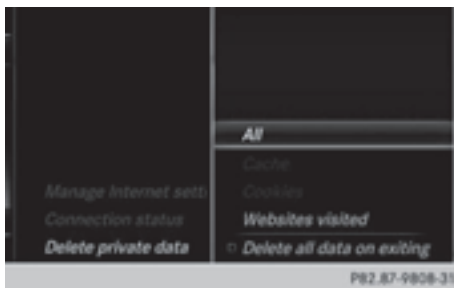 All
Cache
Manage Internet setti
Cookies
Connection status
Websites visited
Delete private data
Delete all data on exiting
P82.87-9808-31